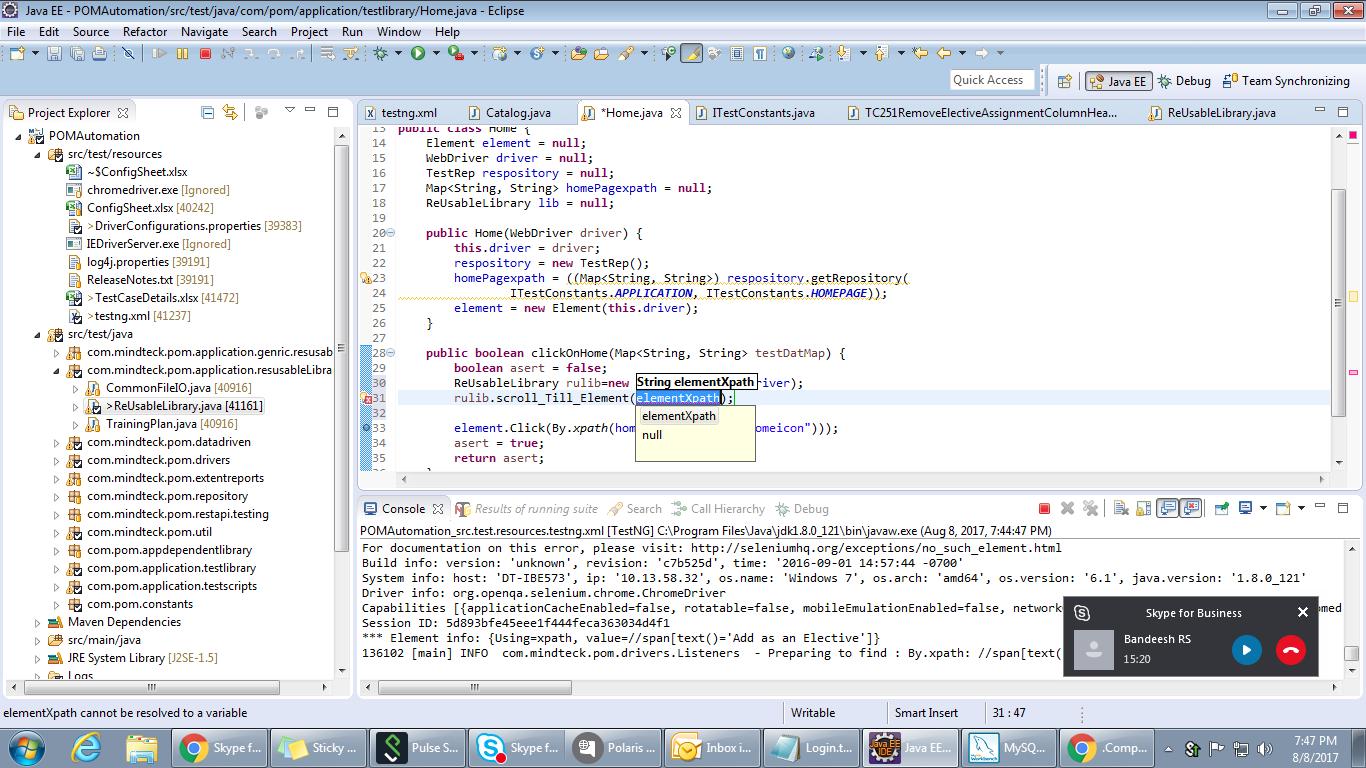 Java EE - POMAutomation/src/test/java/com/pom/application/testlibrary/Home.java - Eclipse
File Edit Source Refactor Navigate Search Project Run Window Help
Quick Access
Java EE
Debug
Team Synchronizing
Project Explorer
POMAutomation
src/test/resources
~$ConfigSheet.xlsx
chromedriver.exe [Ignored]
ConfigSheet.xlsx [40242]
>DriverConfigurations.properties [39383]
IEDriverServer.exe [Ignored]
log4j.properties [39191]
ReleaseNotes.txt [39191]
>TestCaseDetails.xlsx [41472]
>testng.xml [41237]
src/test/java
com.mindteck.pom.application.genric.resusab
com.mindteck.pom.application.resusableLibra
CommonFileIO.java [40916]
>ReUsableLibrary.java [41161]
TrainingPlan.java [40916]
com.mindteck.pom.datadriven
com.mindteck.pom.drivers
com.mindteck.pom.extentreports
com.mindteck.pom.repository
com.mindteck.pom.restapi.testing
com.mindteck.pom.util
com.pom.appdependentlibrary
com.pom.application.testlibrary
com.pom.application.testscripts
com.pom.constants
Maven Dependencies
src/main/java
JRE System Library [J2SE-1.5]
Logs
testng.xml
Catalog.java
*Home.java
ITestConstants.java
TC251RemoveElectiveAssignmentColumnHea...
ReUsableLibrary.java
13 public class Home {
14 Element element = null;
15 WebDriver driver = null;
16 TestRep respository = null;
17 Map<String, String> homePagexpath = null;
18 ReUsableLibrary lib = null;
19
20 public Home(WebDriver driver) {
21 this.driver = driver;
22 respository = new TestRep();
23 homePagexpath = ((Map<String, String>) respository.getRepository(
24 ITestConstants.APPLICATION, ITestConstants.HOMEPAGE));
25 element = new Element(this.driver);
26 }
27
28 public boolean clickOnHome(Map<String, String> testDatMap) {
29 boolean asert = false;
30 ReUsableLibrary rulib=new
String elementXpath
river);
31 rulib.scroll_Till_Element(elementXpath);
elementXpath
null
32
33 element.Click(By.xpath(hom
omeicon")));
34 asert = true;
35 return asert;
Console
Results of running suite
Search
Call Hierarchy
Debug
POMAutomation_src.test.resources.testng.xml [TestNG] C:\Program Files\Java\jdk1.8.0_121\bin\javaw.exe (Aug 8, 2017, 7:44:47 PM)
For documentation on this error, please visit: http://seleniumhq.org/exceptions/no_such_element.html
Build info: version: 'unknown', revision: 'c7b525d', time: '2016-09-01 14:57:44 -0700'
System info: host: 'DT-IBE573', ip: '10.13.58.32', os.name: 'Windows 7', os.arch: 'amd64', os.version: '6.1', java.version: '1.8.0_121'
Driver info: org.openqa.selenium.chrome.ChromeDriver
Capabilities [{applicationCacheEnabled=false, rotatable=false, mobileEmulationEnabled=false, network
Session ID: 5d893bfe45eee1f444feca363034d4f1
*** Element info: {Using=xpath, value=//span[text()='Add as an Elective']}
136102 [main] INFO com.mindteck.pom.drivers.Listeners - Preparing to find : By.xpath: //span[text(
Skype for Business
Bandeesh RS
15:20
elementXpath cannot be resolved to a variable
Writable
Smart Insert
31 : 47
Skype f...
Sticky ...
Pulse S...
Skype f...
Polaris ...
Inbox i...
Login.t...
Java EE...
MySQ...
.Comp...
7:47 PM
8/8/2017